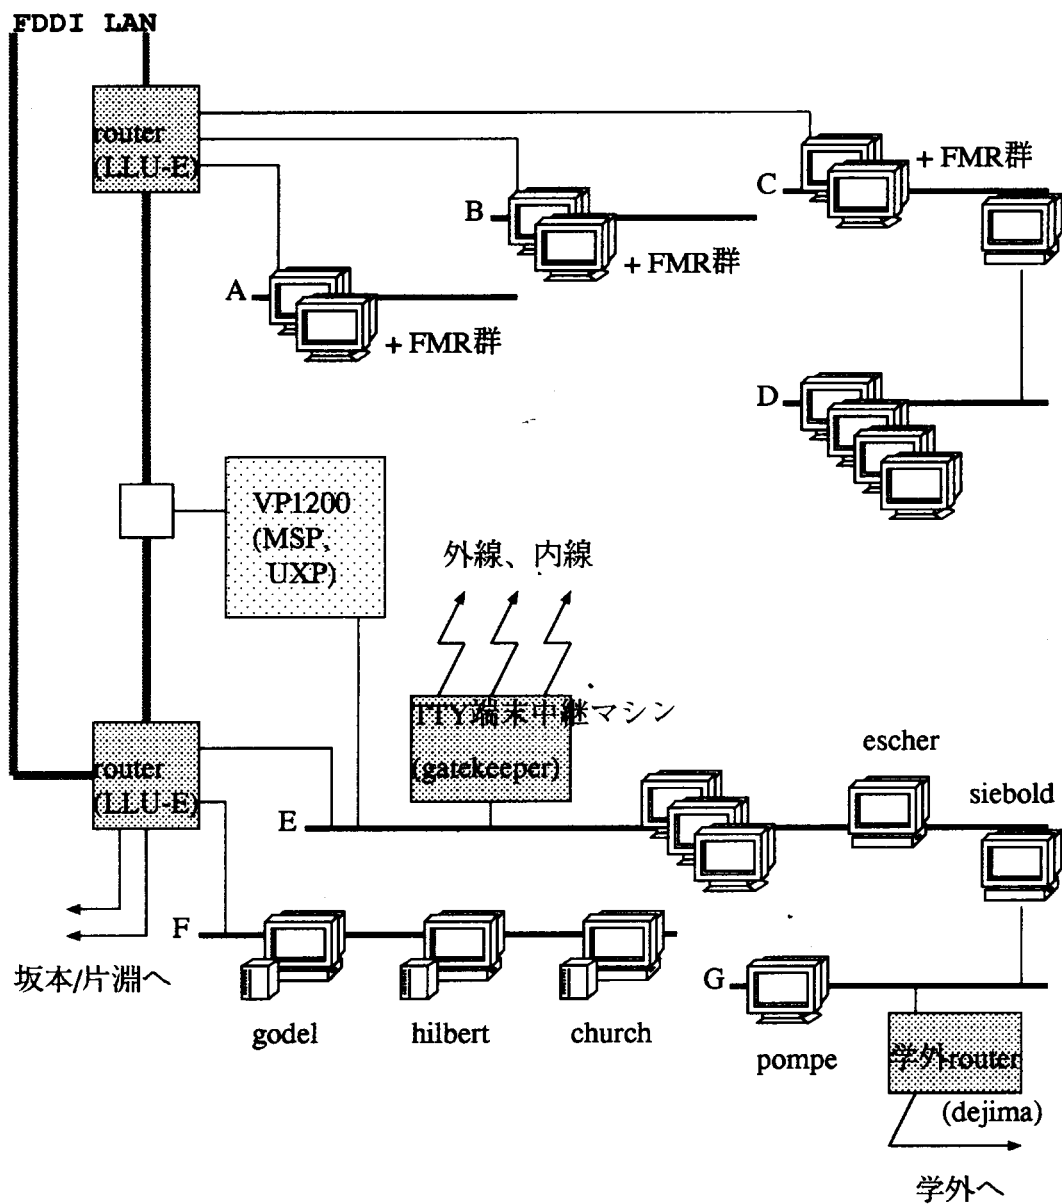 FDDI LAN
router
(LLU-E)
C
+ FMR群
B
+ FMR群
A
+ FMR群
D
VP1200
(MSP,
UXP)
外線、内線
TTY端末中継マシン
(gatekeeper)
router
(LLU-E)
escher
siebold
E
F
坂本/片淵へ
godel
hilbert
church
G
pompe
学外router
(dejima)
学外へ